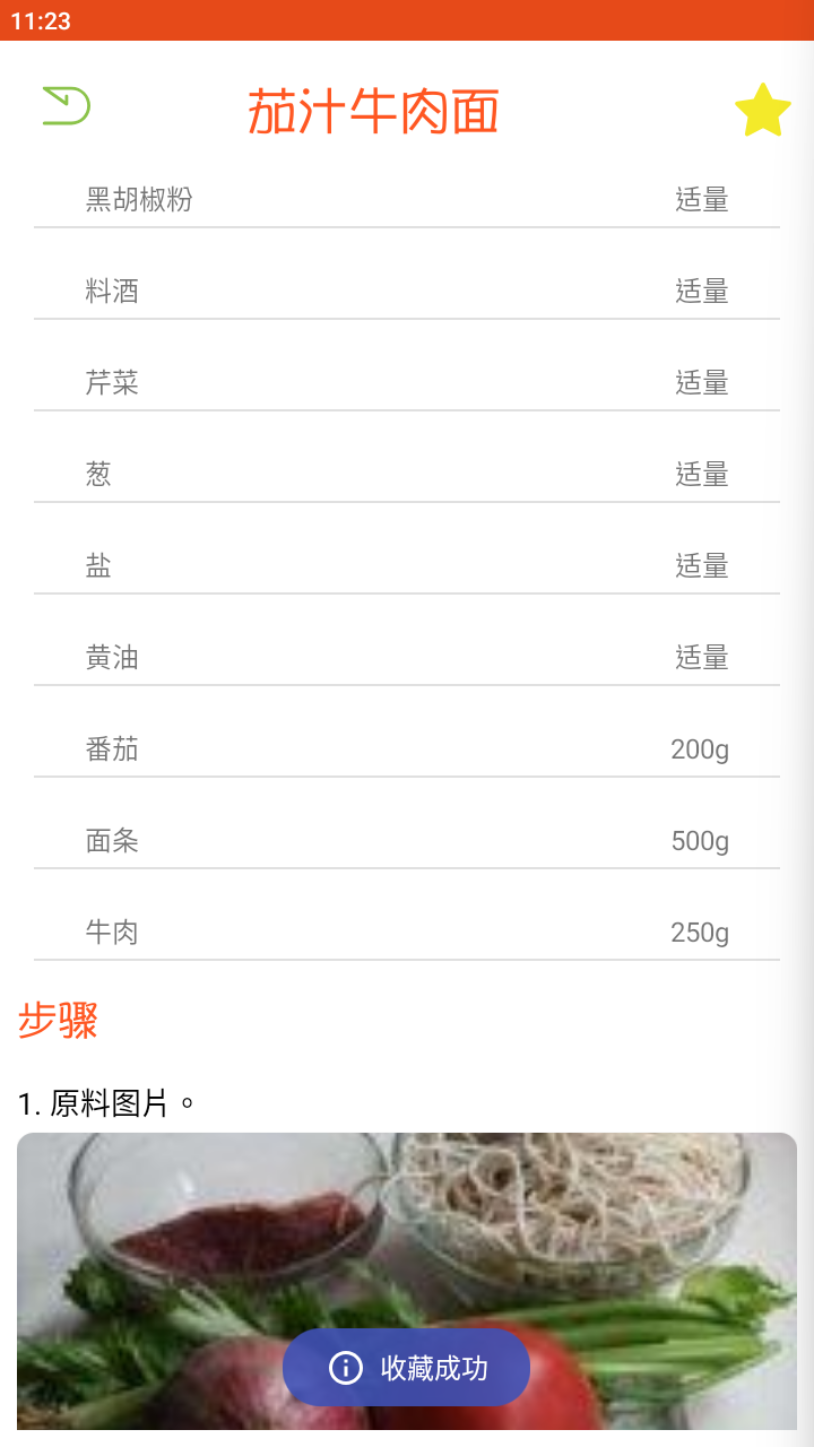 11:23
茄汁牛肉面
黑胡椒粉 适量
料酒 适量
芹菜 适量
葱 适量
盐 适量
黄油 适量
番茄 200g
面条 500g
牛肉 250g
步骤
1. 原料图片。
收藏成功